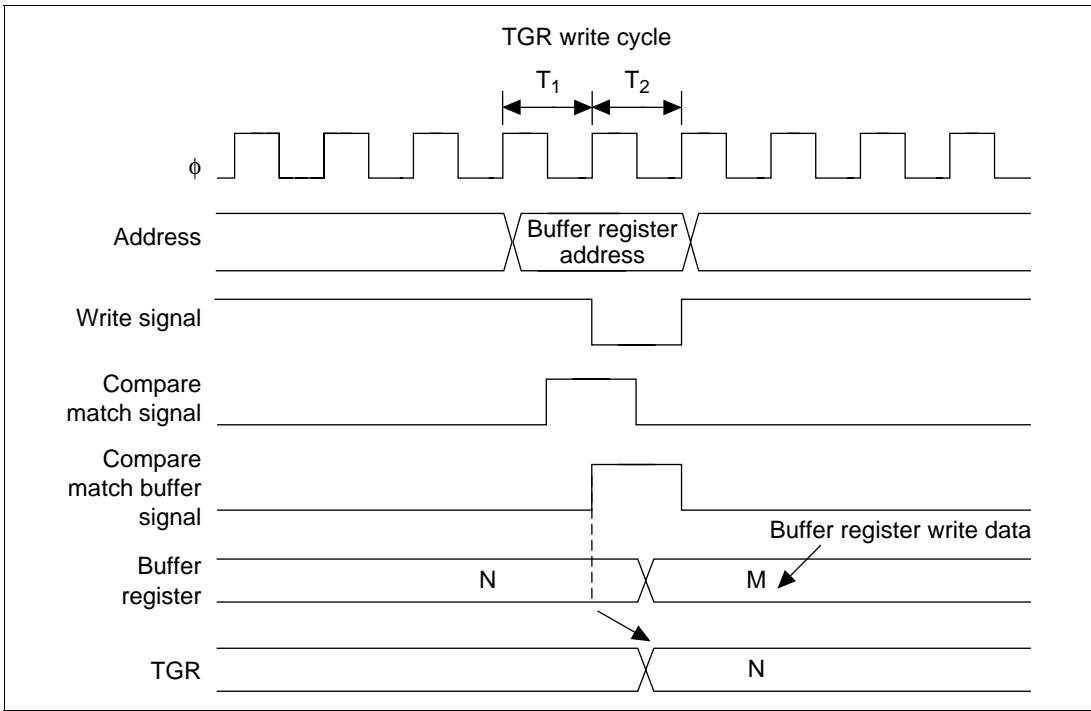 TGR write cycle
T₁ T₂
ϕ
Address
Buffer register
address
Write signal
Compare
match signal
Compare
match buffer
signal
Buffer register write data
Buffer
register
N M
TGR
N